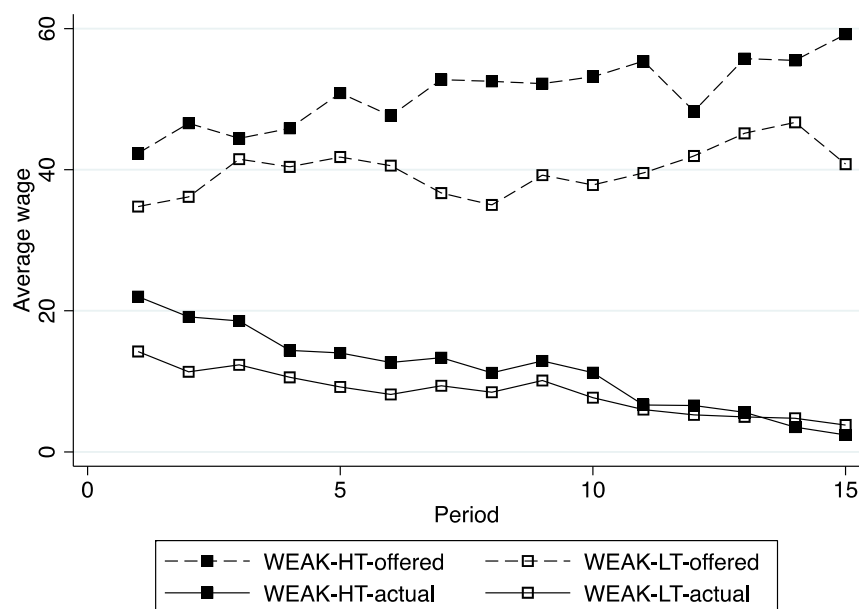 60
40
20
0
Average wage
0 5 10 15
Period
WEAK-HT-offered WEAK-LT-offered
WEAK-HT-actual WEAK-LT-actual